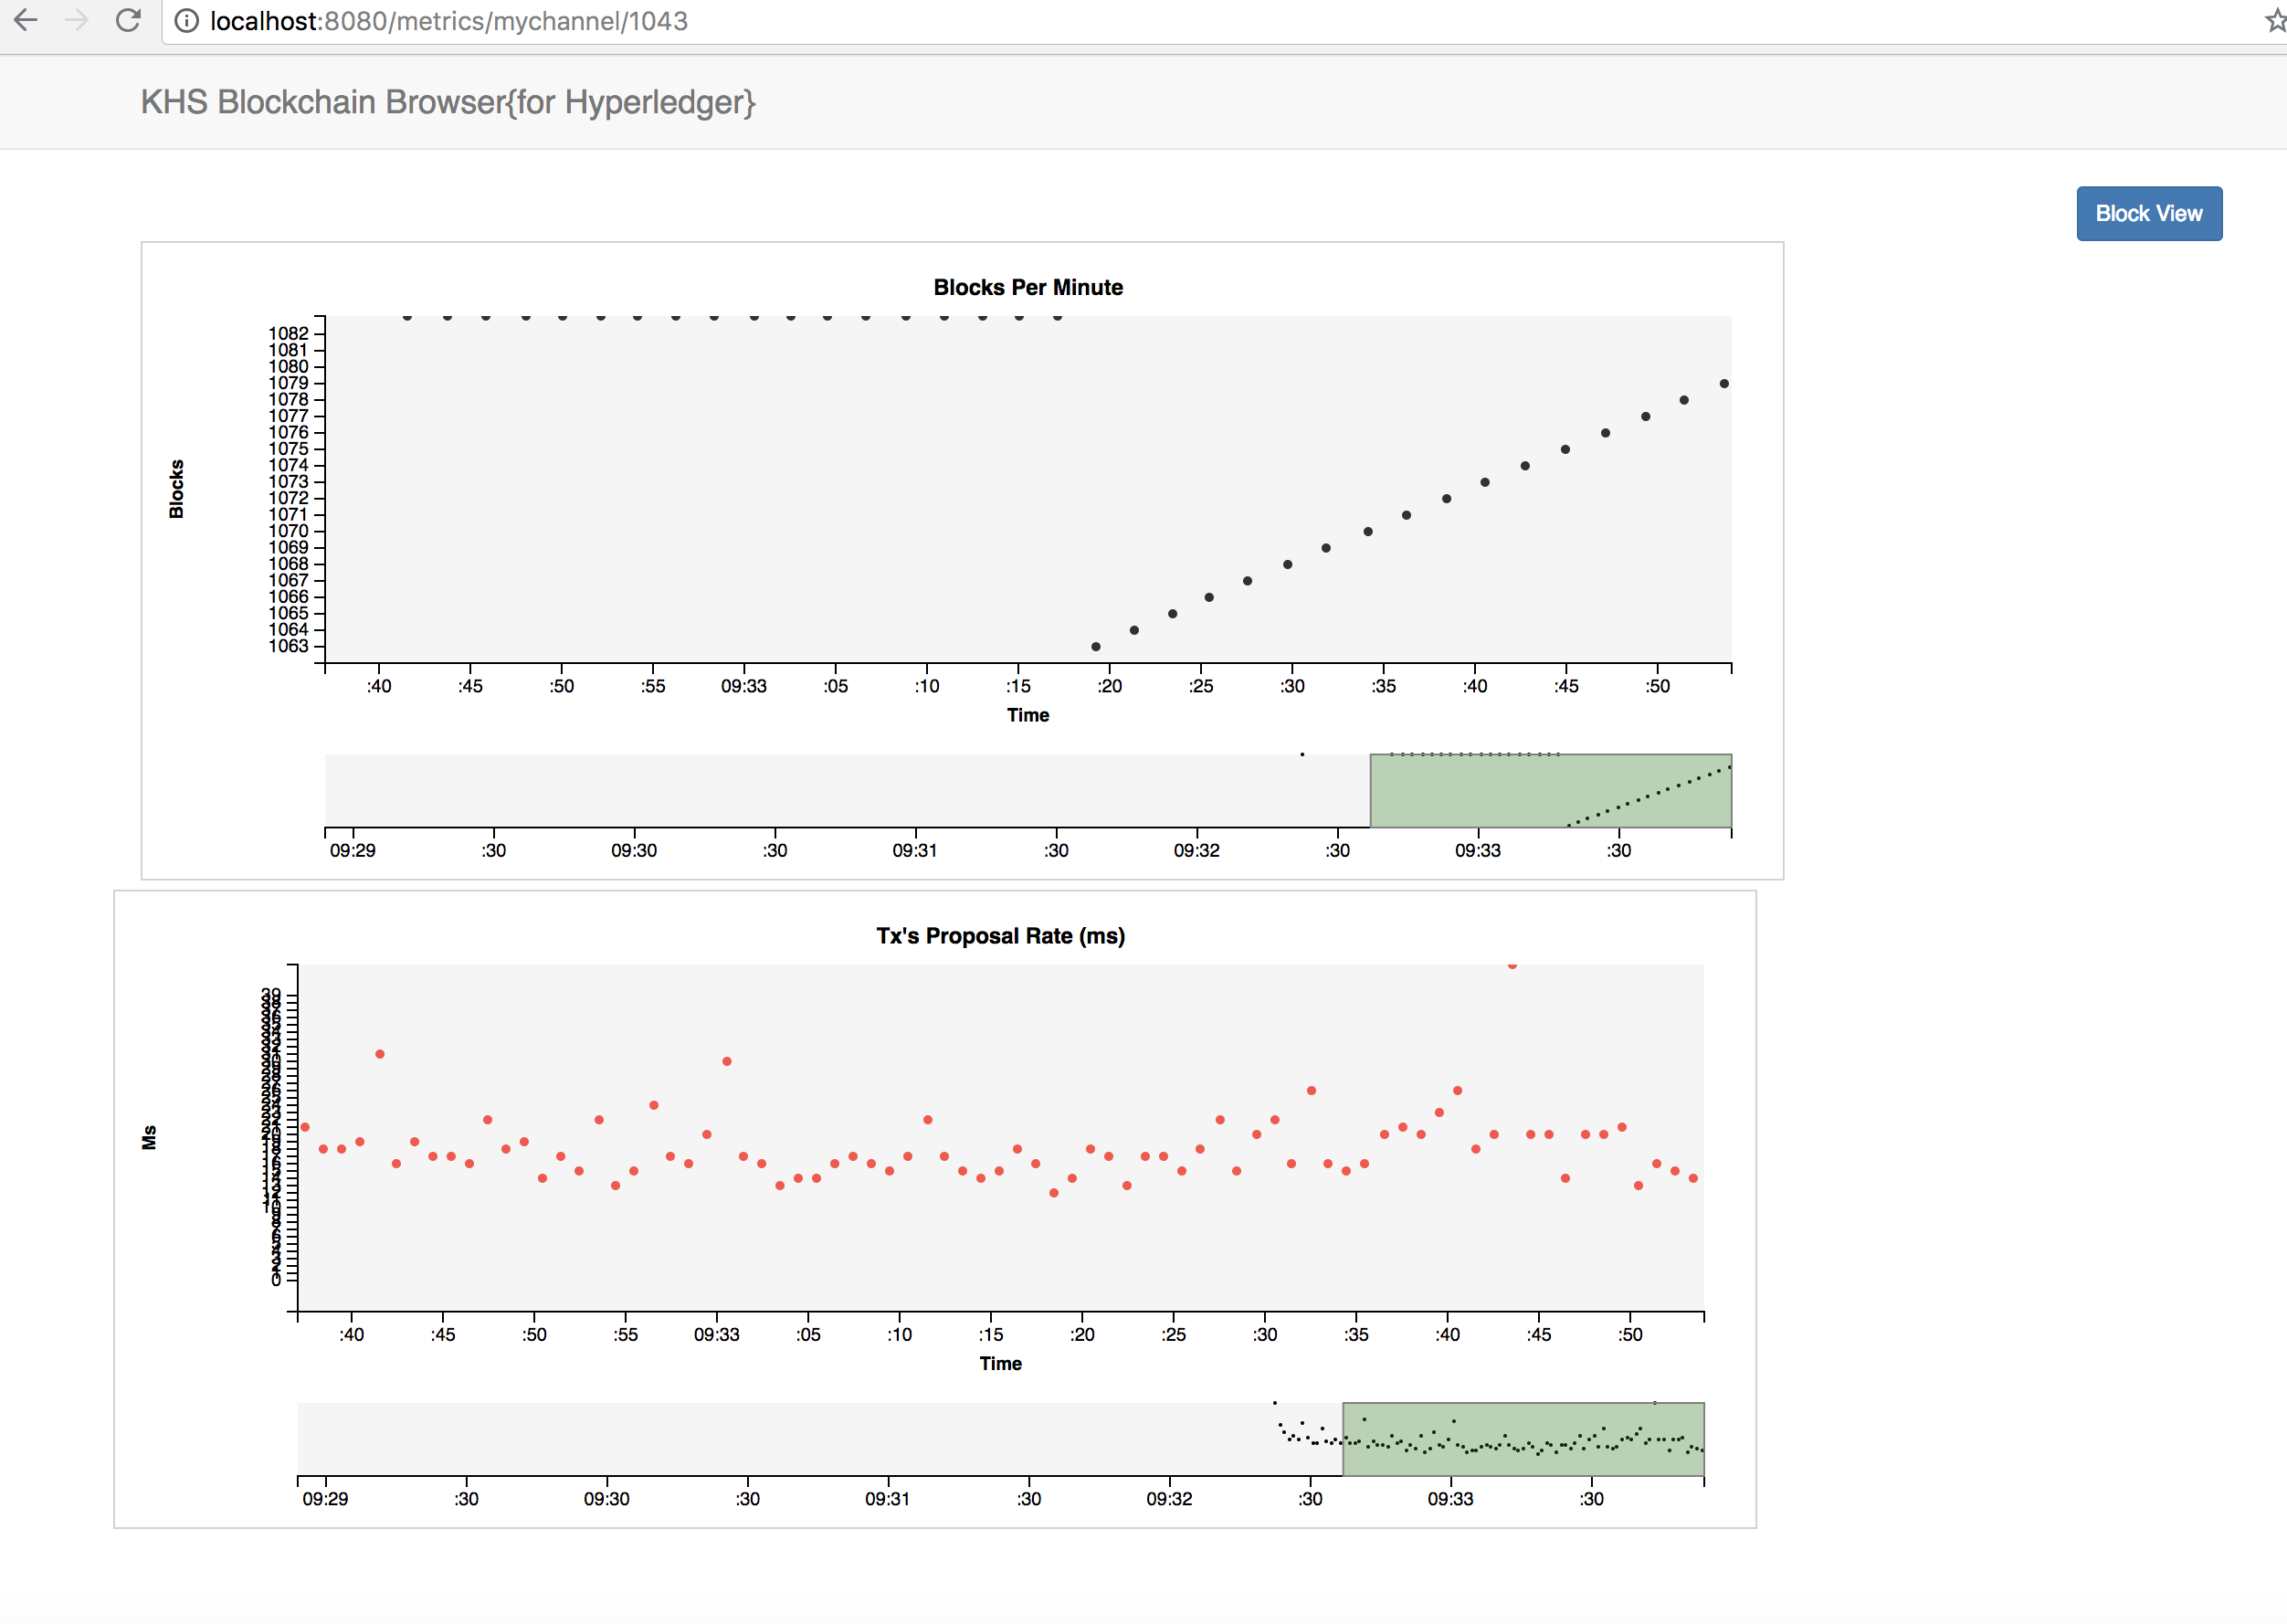 localhost:8080/metrics/mychannel/1043
KHS Blockchain Browser{for Hyperledger}
Block View
Blocks Per Minute
1082
1081
1080
1079
1078
1077
1076
1075
1074
1073
1072
1071
1070
1069
1068
1067
1066
1065
1064
1063
Blocks
:40 :45 :50 :55 09:33 :05 :10 :15 :20 :25 :30 :35 :40 :45 :50
Time
09:29 :30 09:30 :30 09:31 :30 09:32 :30 09:33 :30
Tx's Proposal Rate (ms)
39
Ms
0
:40 :45 :50 :55 09:33 :05 :10 :15 :20 :25 :30 :35 :40 :45 :50
Time
09:29 :30 09:30 :30 09:31 :30 09:32 :30 09:33 :30